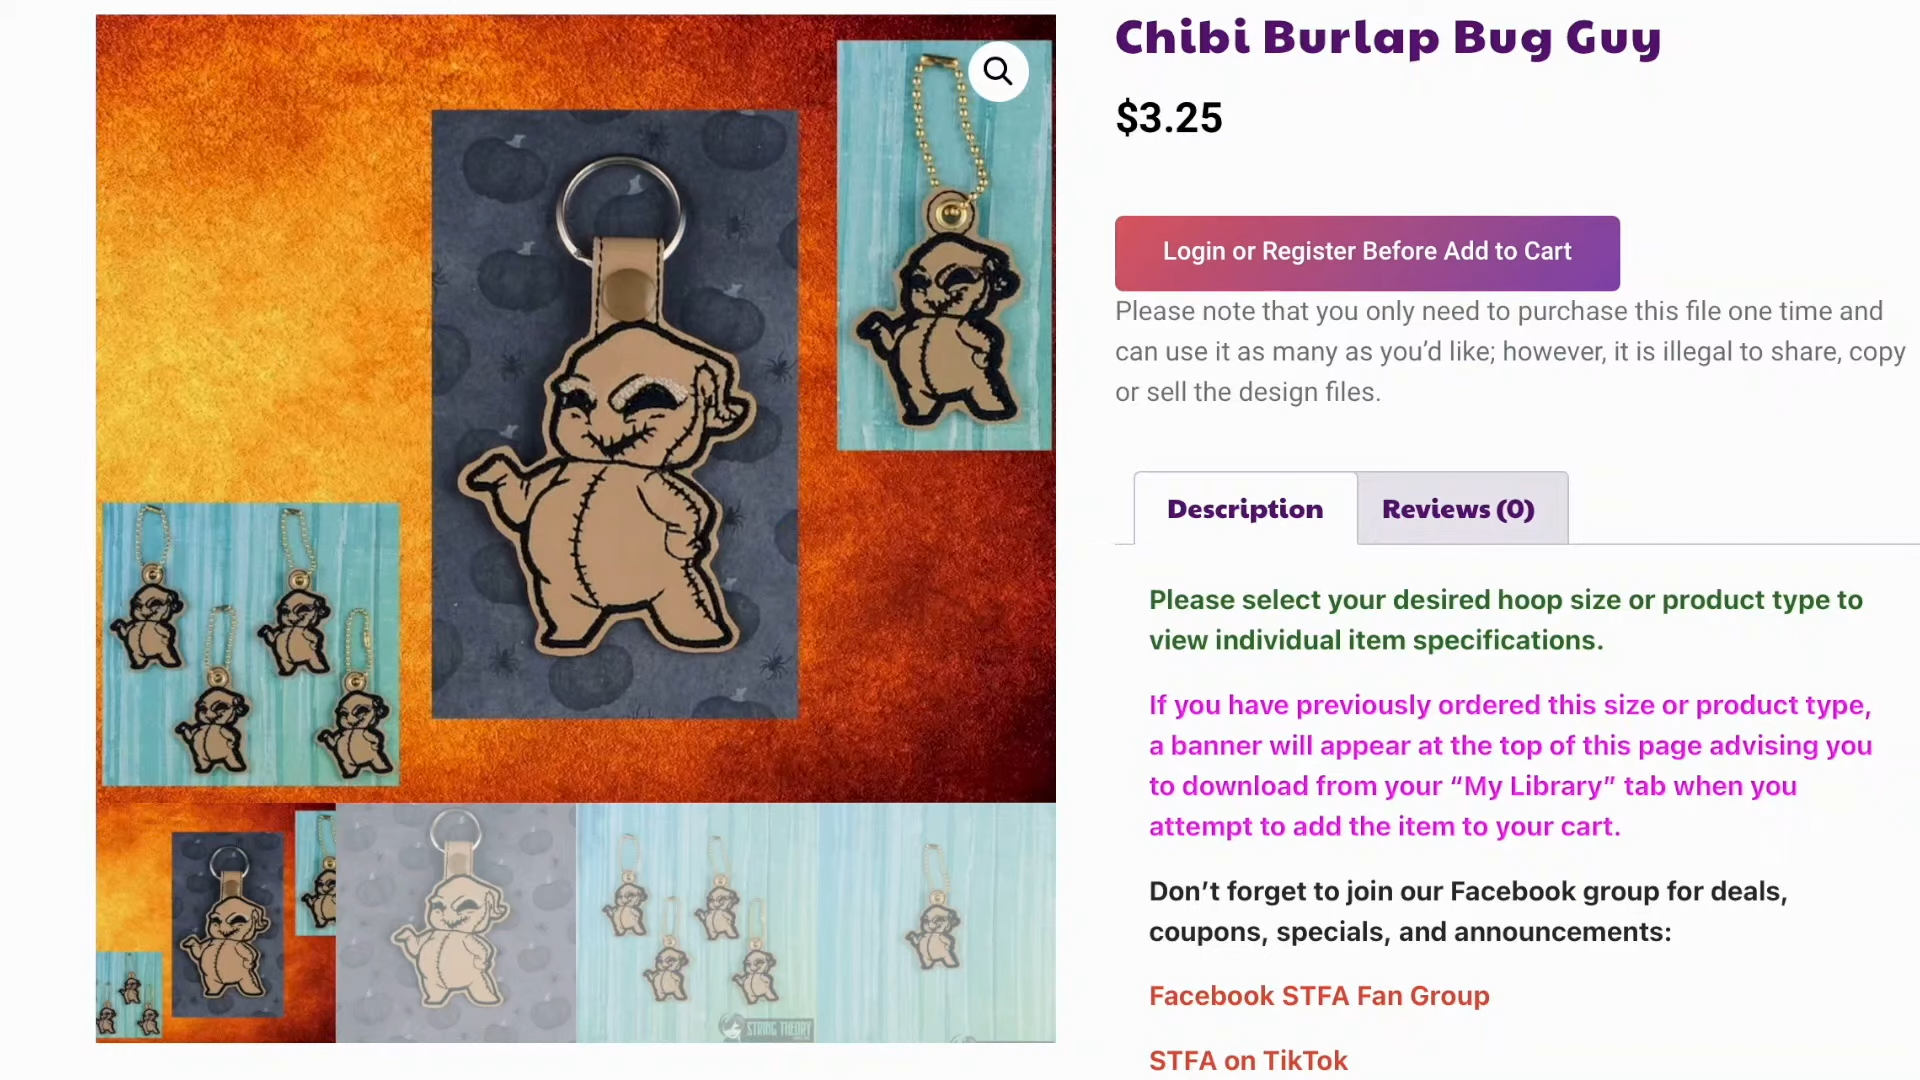 Chibi Burlap Bug Guy
$3.25
Login or Register Before Add to Cart
Please note that you only need to purchase this file one time and
can use it as many as you’d like; however, it is illegal to share, copy
or sell the design files.
Description
Reviews (0)
Please select your desired hoop size or product type to
view individual item specifications.
If you have previously ordered this size or product type,
a banner will appear at the top of this page advising you
to download from your “My Library” tab when you
attempt to add the item to your cart.
Don’t forget to join our Facebook group for deals,
coupons, specials, and announcements:
Facebook STFA Fan Group
STFA on TikTok
STRING THEORY